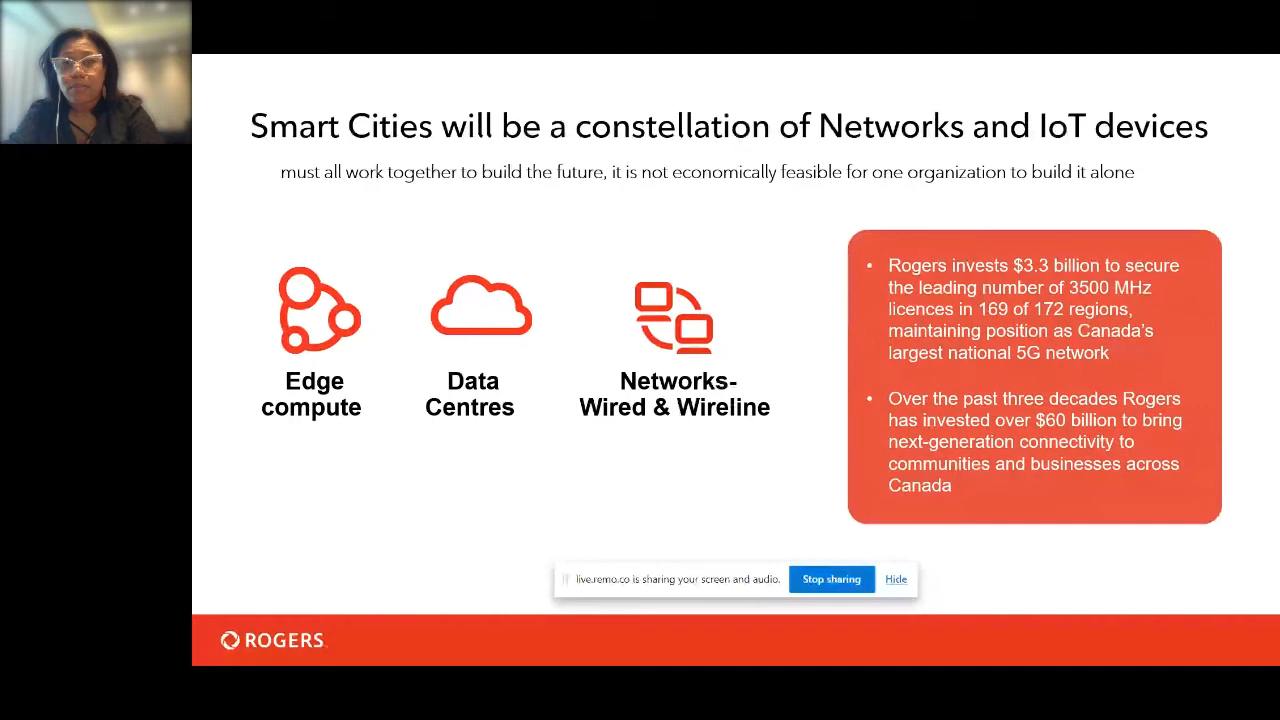 Smart Cities will be a constellation of Networks and IoT devices
must all work together to build the future, it is not economically feasible for one organization to build it alone
Edge
compute
Data
Centres
Networks-
Wired & Wireline
• Rogers invests $3.3 billion to secure
the leading number of 3500 MHz
licences in 169 of 172 regions,
maintaining position as Canada's
largest national 5G network
• Over the past three decades Rogers
has invested over $60 billion to bring
next-generation connectivity to
communities and businesses across
Canada
live.remo.co is sharing your screen and audio. Stop sharing Hide
ROGERS